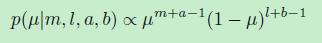 p(μ|m, l, a, b) ∝ μ^{m+a−1}(1 − μ)^{l+b−1}